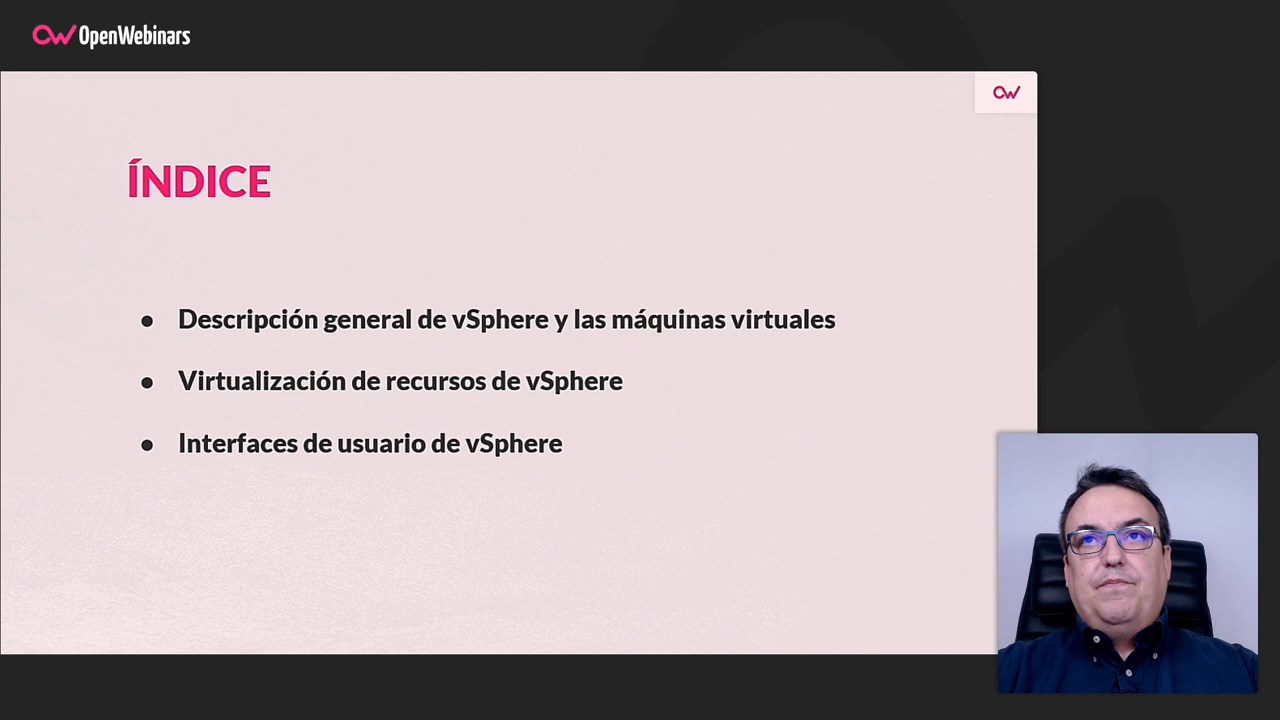 OpenWebinars
ÍNDICE
● Descripción general de vSphere y las máquinas virtuales
● Virtualización de recursos de vSphere
● Interfaces de usuario de vSphere